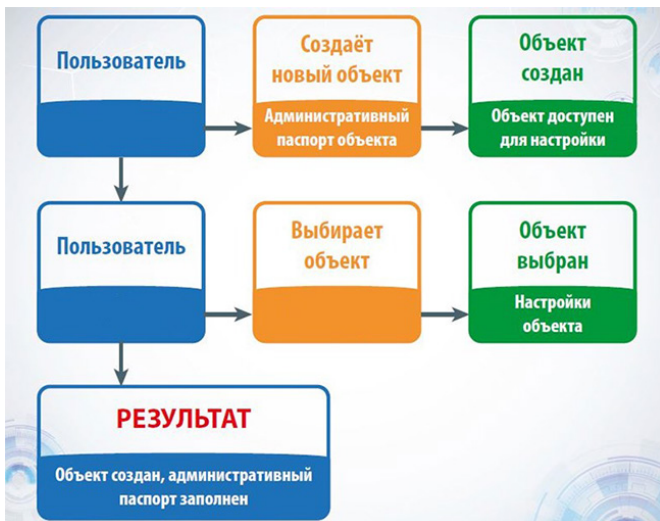 Пользователь
Создаёт
новый объект
Административный
паспорт объекта
Объект
создан
Объект доступен
для настройки
Пользователь
Выбирает
объект
Объект
выбран
Настройки
объекта
РЕЗУЛЬТАТ
Объект создан, административный
паспорт заполнен